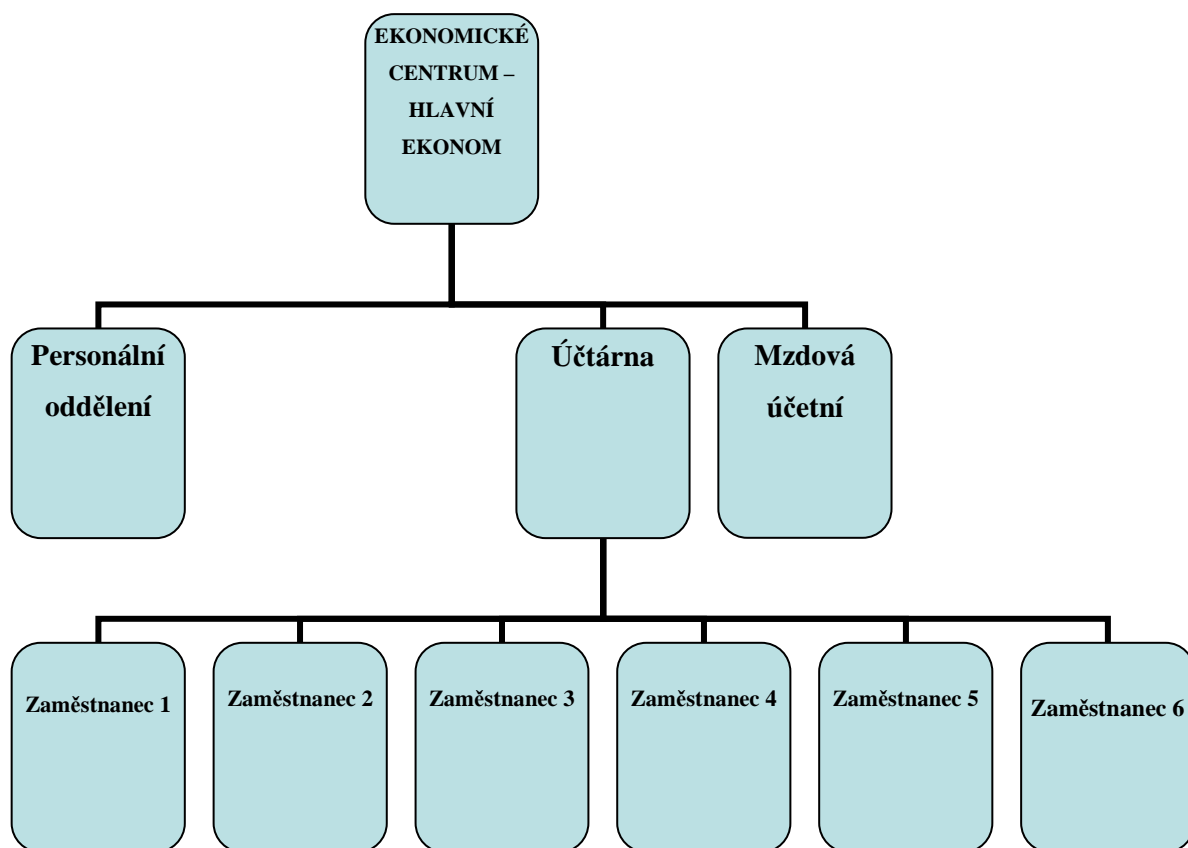 EKONOMICKÉ
CENTRUM –
HLAVNÍ
EKONOM
Personální
oddělení
Účtárna
Mzdová
účetní
Zaměstnanec 1
Zaměstnanec 2
Zaměstnanec 3
Zaměstnanec 4
Zaměstnanec 5
Zaměstnanec 6